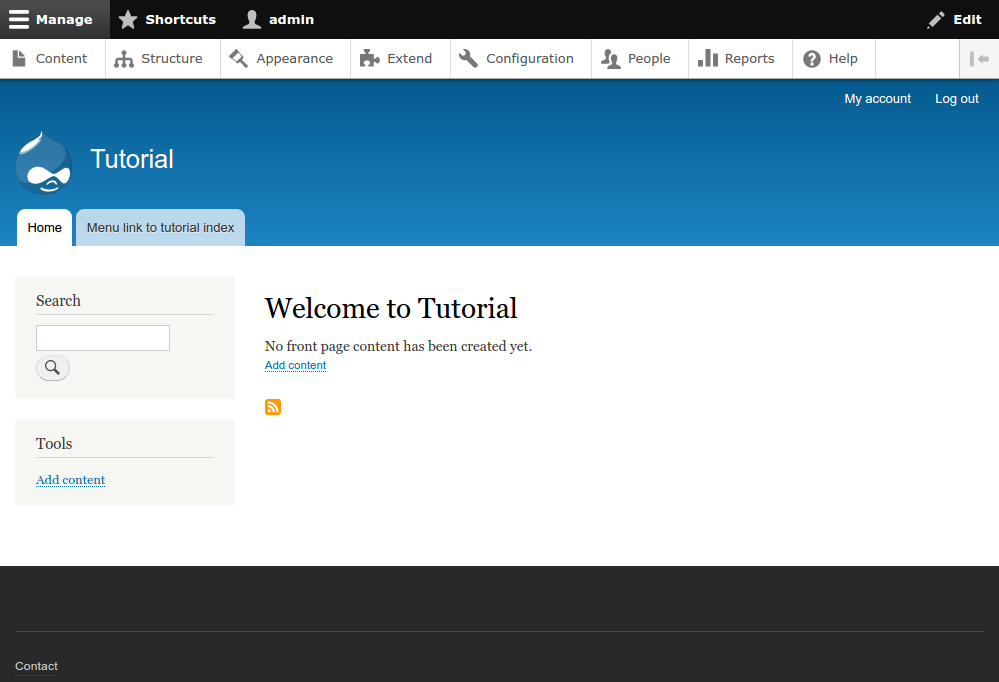 Manage Shortcuts admin Edit
Content Structure Appearance Extend Configuration People Reports Help
My account Log out
Tutorial
Home Menu link to tutorial index
Search
Welcome to Tutorial
No front page content has been created yet.
Add content
Tools
Add content
Contact